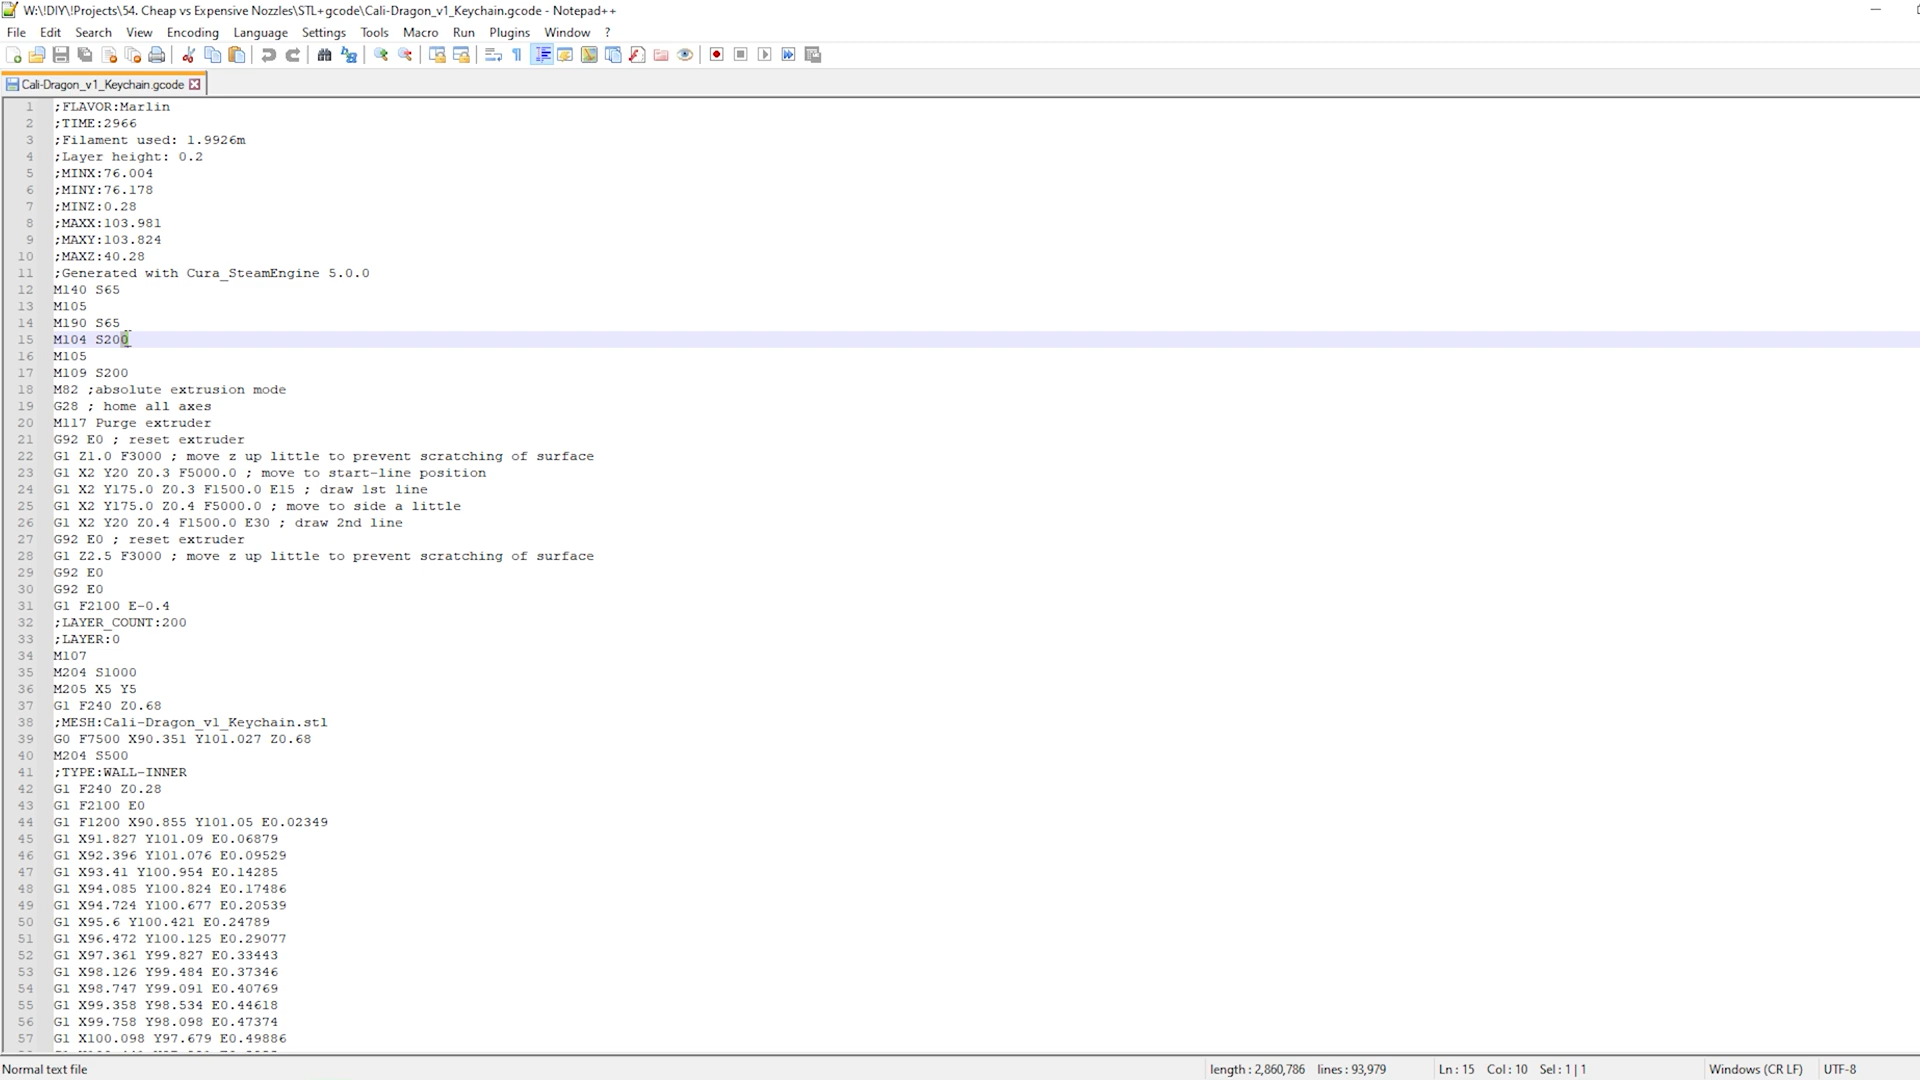 W:\!DIY\!Projects\54. Cheap vs Expensive Nozzles\STL+gcode\Cali-Dragon_v1_Keychain.gcode - Notepad++
File Edit Search View Encoding Language Settings Tools Macro Run Plugins Window ?
Cali-Dragon_v1_Keychain.gcode
1 ;FLAVOR:Marlin
2 ;TIME:2966
3 ;Filament used: 1.9926m
4 ;Layer height: 0.2
5 ;MINX:76.004
6 ;MINY:76.178
7 ;MINZ:0.28
8 ;MAXX:103.981
9 ;MAXY:103.824
10 ;MAXZ:40.28
11 ;Generated with Cura_SteamEngine 5.0.0
12 M140 S65
13 M105
14 M190 S65
15 M104 S200
16 M105
17 M109 S200
18 M82 ;absolute extrusion mode
19 G28 ; home all axes
20 M117 Purge extruder
21 G92 E0 ; reset extruder
22 G1 Z1.0 F3000 ; move z up little to prevent scratching of surface
23 G1 X2 Y20 Z0.3 F5000.0 ; move to start-line position
24 G1 X2 Y175.0 Z0.3 F1500.0 E15 ; draw 1st line
25 G1 X2 Y175.0 Z0.4 F5000.0 ; move to side a little
26 G1 X2 Y20 Z0.4 F1500.0 E30 ; draw 2nd line
27 G92 E0 ; reset extruder
28 G1 Z2.5 F3000 ; move z up little to prevent scratching of surface
29 G92 E0
30 G92 E0
31 G1 F2100 E-0.4
32 ;LAYER_COUNT:200
33 ;LAYER:0
34 M107
35 M204 S1000
36 M205 X5 Y5
37 G1 F240 Z0.68
38 ;MESH:Cali-Dragon_v1_Keychain.stl
39 G0 F7500 X90.351 Y101.027 Z0.68
40 M204 S500
41 ;TYPE:WALL-INNER
42 G1 F240 Z0.28
43 G1 F2100 E0
44 G1 F1200 X90.855 Y101.05 E0.02349
45 G1 X91.827 Y101.09 E0.06879
46 G1 X92.396 Y101.076 E0.09529
47 G1 X93.41 Y100.954 E0.14285
48 G1 X94.085 Y100.824 E0.17486
49 G1 X94.724 Y100.677 E0.20539
50 G1 X95.6 Y100.421 E0.24789
51 G1 X96.472 Y100.125 E0.29077
52 G1 X97.361 Y99.827 E0.33443
53 G1 X98.126 Y99.484 E0.37346
54 G1 X98.747 Y99.091 E0.40769
55 G1 X99.358 Y98.534 E0.44618
56 G1 X99.758 Y98.098 E0.47374
57 G1 X100.098 Y97.679 E0.49886
Normal text file length : 2,860,786 lines : 93,979 Ln : 15 Col : 10 Sel : 1 | 1 Windows (CR LF) UTF-8